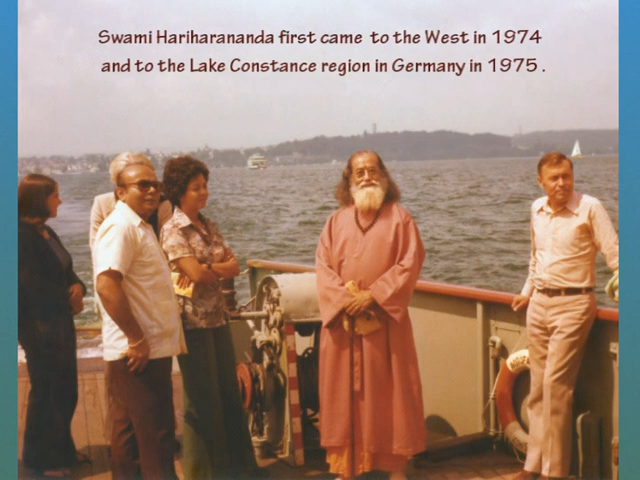 Swami Hariharananda first came to the West in 1974
and to the Lake Constance region in Germany in 1975 .